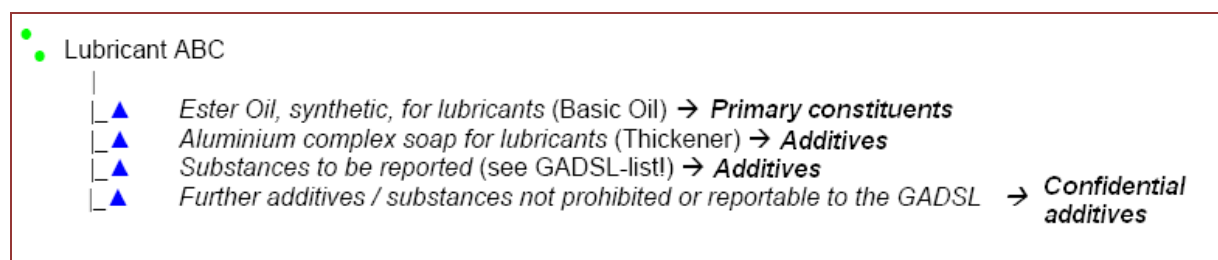 Lubricant ABC
Ester Oil, synthetic, for lubricants (Basic Oil) → Primary constituents
Aluminium complex soap for lubricants (Thickener) → Additives
Substances to be reported (see GADSL-list!) → Additives
Further additives / substances not prohibited or reportable to the GADSL → Confidential
additives